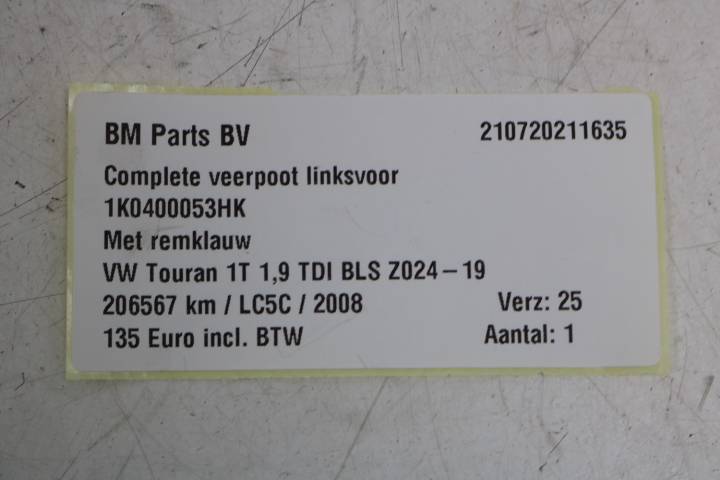 BM Parts BV 210720211635
Complete veerpoot linksvoor
1K0400053HK
Met remklauw
VW Touran 1T 1,9 TDI BLS Z024-19
206567 km / LC5C / 2008 Verz: 25
135 Euro incl. BTW Aantal: 1